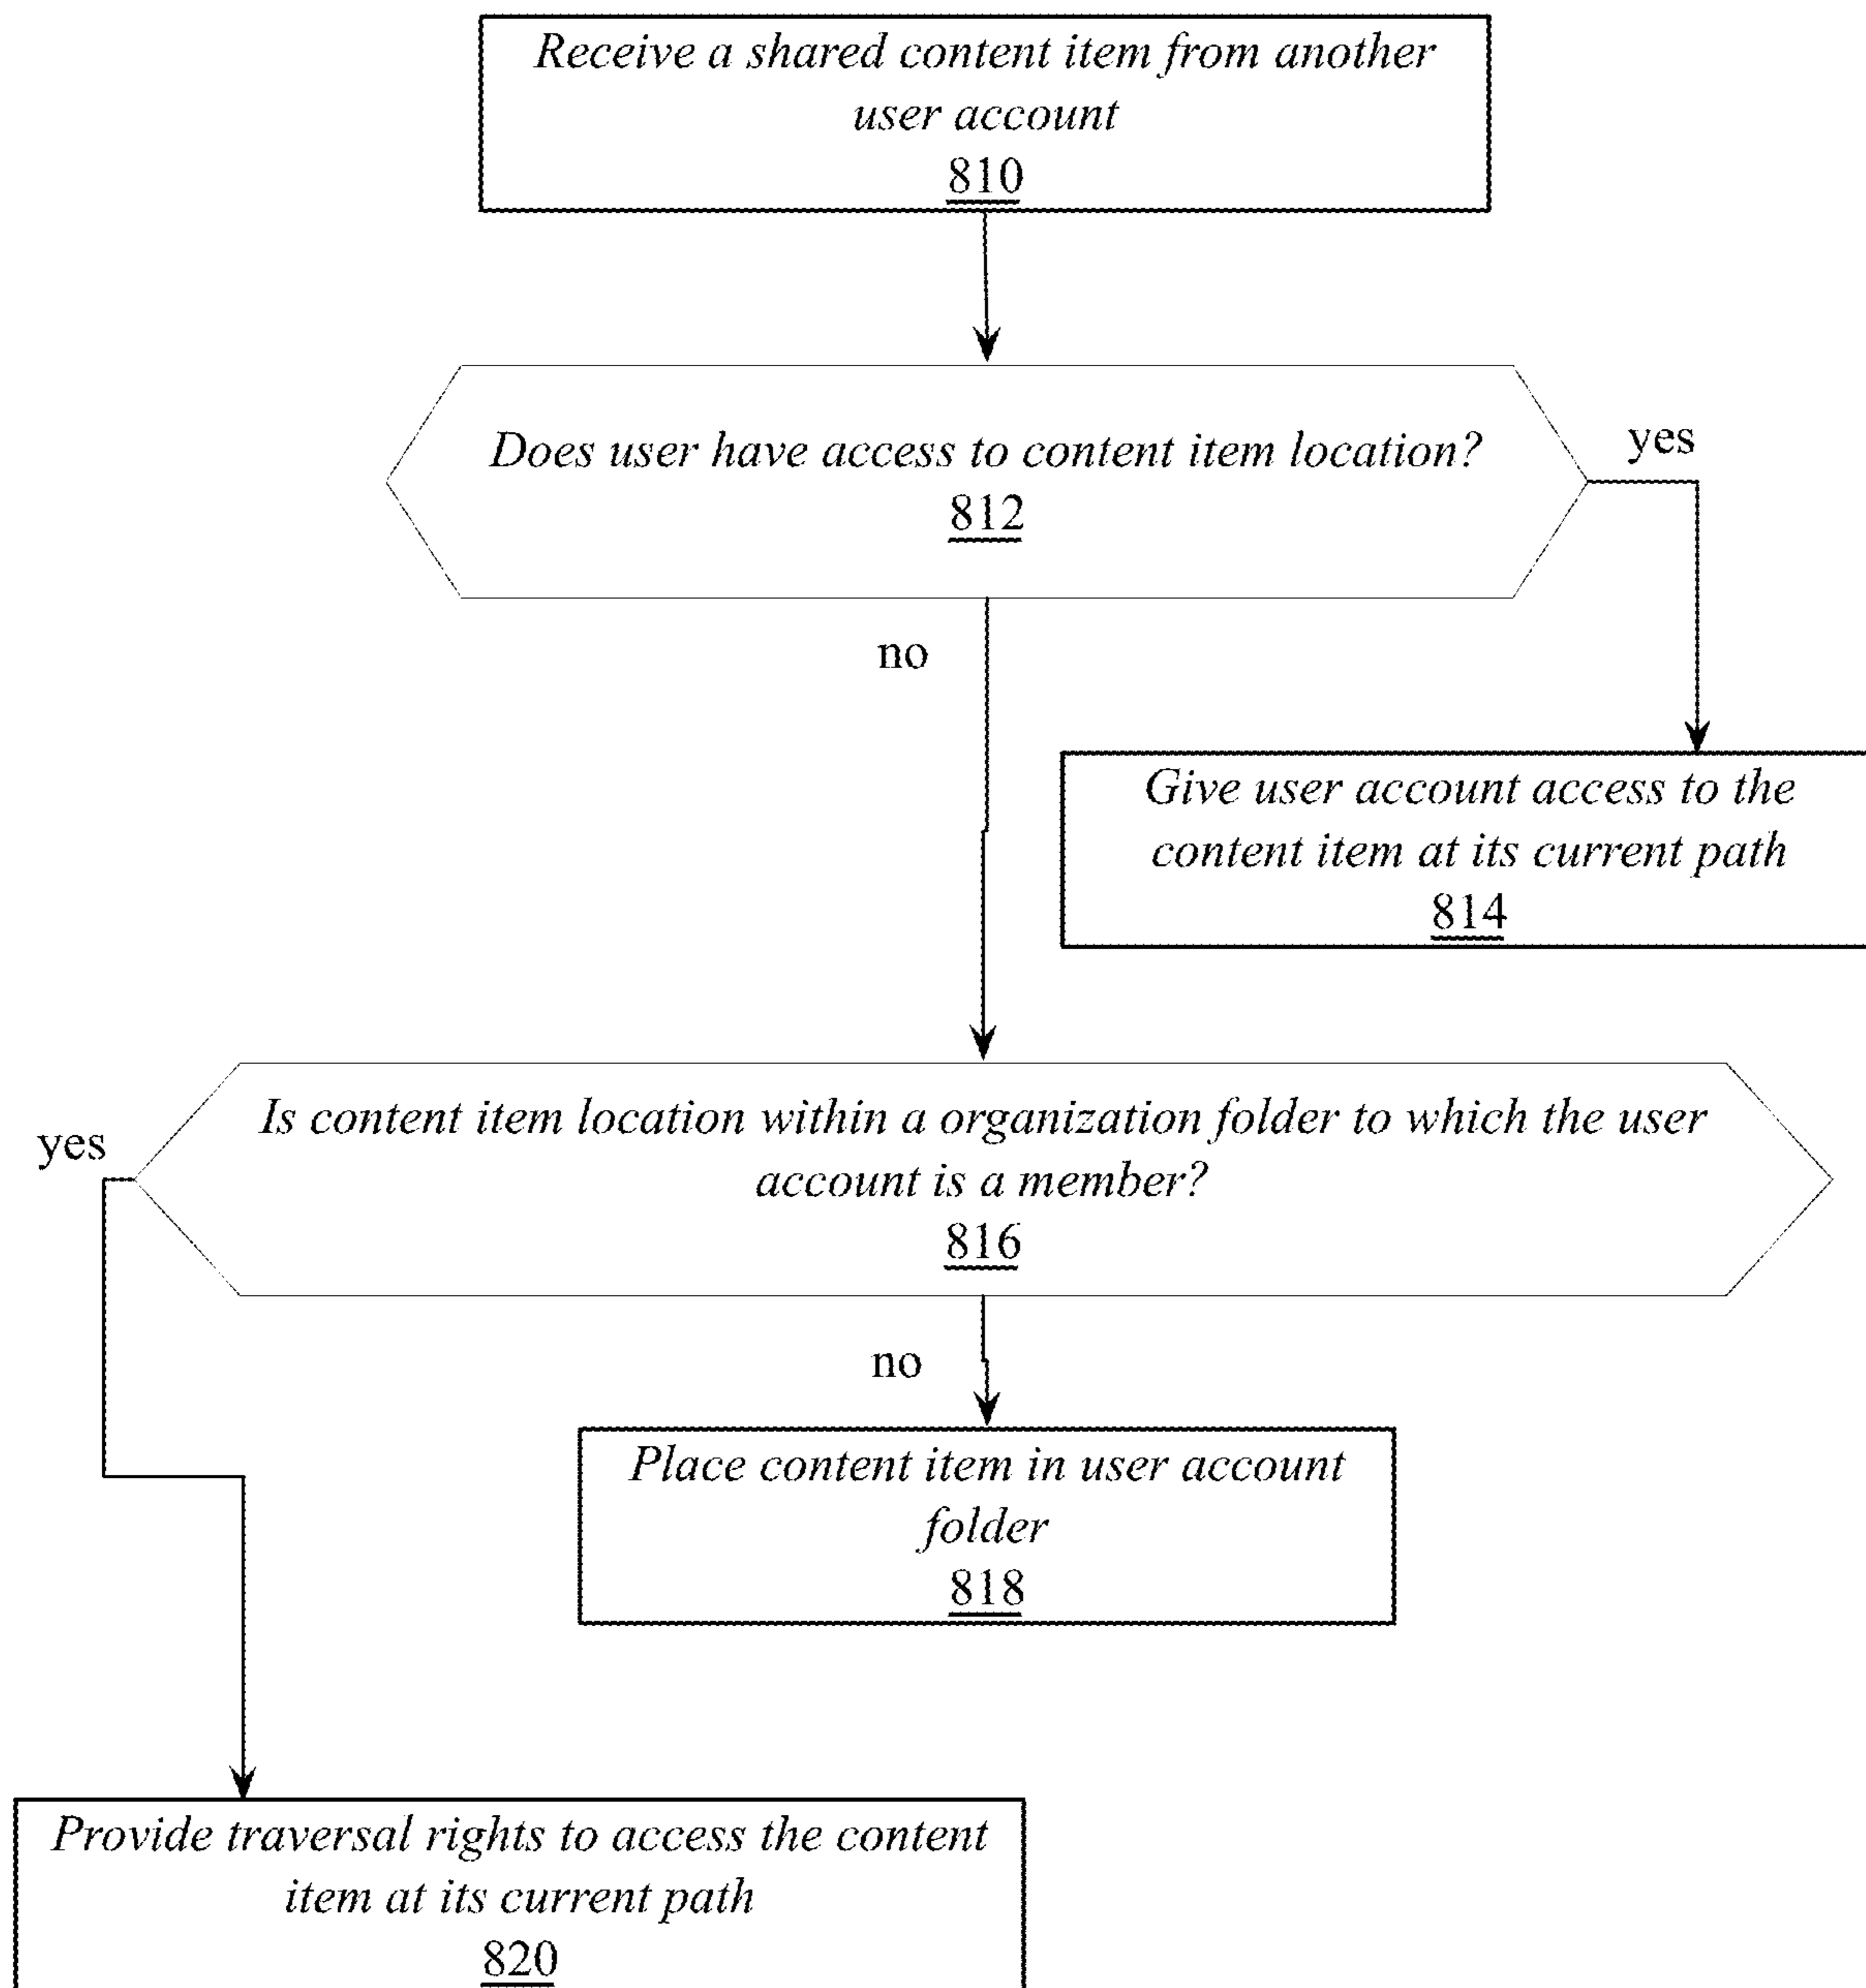 Receive a shared content item from another
user account
810
Does user have access to content item location?
812
yes
no
Give user account access to the
content item at its current path
814
Is content item location within a organization folder to which the user
account is a member?
816
yes
no
Place content item in user account
folder
818
Provide traversal rights to access the content
item at its current path
820